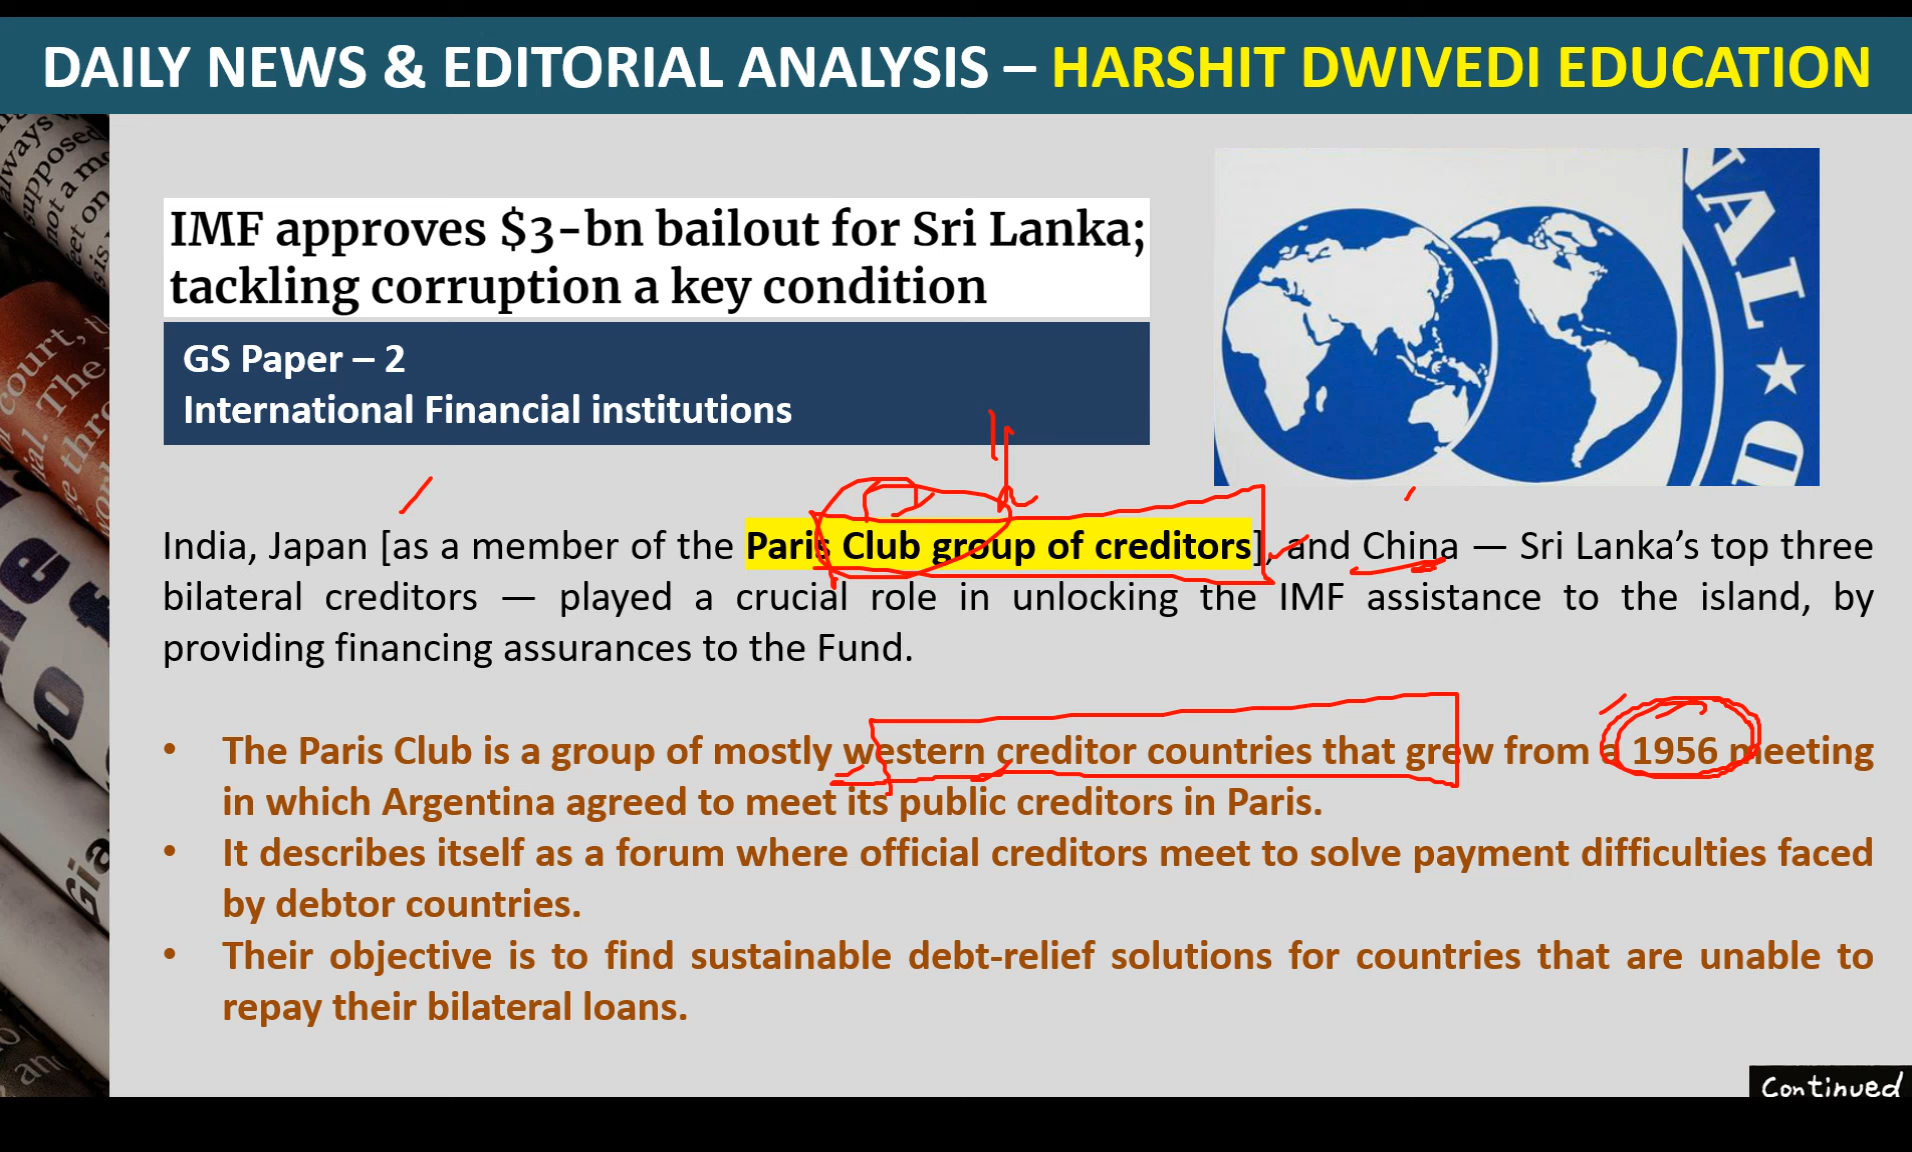 DAILY NEWS & EDITORIAL ANALYSIS – HARSHIT DWIVEDI EDUCATION
IMF approves $3-bn bailout for Sri Lanka;
tackling corruption a key condition
GS Paper – 2
International Financial institutions
India, Japan [as a member of the Paris Club group of creditors], and China — Sri Lanka’s top three
bilateral creditors — played a crucial role in unlocking the IMF assistance to the island, by
providing financing assurances to the Fund.
• The Paris Club is a group of mostly western creditor countries that grew from a 1956 meeting
in which Argentina agreed to meet its public creditors in Paris.
• It describes itself as a forum where official creditors meet to solve payment difficulties faced
by debtor countries.
• Their objective is to find sustainable debt-relief solutions for countries that are unable to
repay their bilateral loans.
Continued